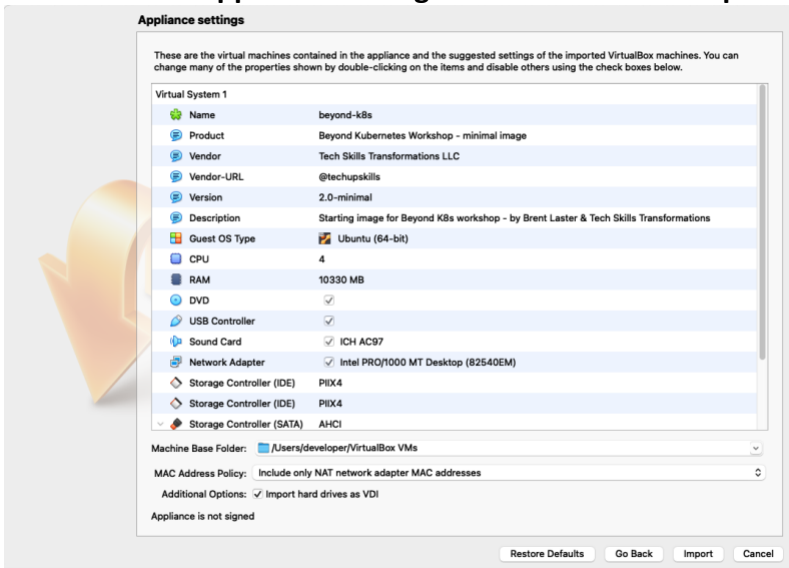 Appliance settings
These are the virtual machines contained in the appliance and the suggested settings of the imported VirtualBox machines. You can
change many of the properties shown by double-clicking on the items and disable others using the check boxes below.
Virtual System 1
Name beyond-k8s
Product Beyond Kubernetes Workshop - minimal image
Vendor Tech Skills Transformations LLC
Vendor-URL @techupskills
Version 2.0-minimal
Description Starting image for Beyond K8s workshop - by Brent Laster & Tech Skills Transformations
Guest OS Type Ubuntu (64-bit)
CPU 4
RAM 10330 MB
DVD
USB Controller
Sound Card ICH AC97
Network Adapter Intel PRO/1000 MT Desktop (82540EM)
Storage Controller (IDE) PIIX4
Storage Controller (IDE) PIIX4
Storage Controller (SATA) AHCI
Machine Base Folder: /Users/developer/VirtualBox VMs
MAC Address Policy: Include only NAT network adapter MAC addresses
Additional Options: Import hard drives as VDI
Appliance is not signed
Restore Defaults Go Back Import Cancel